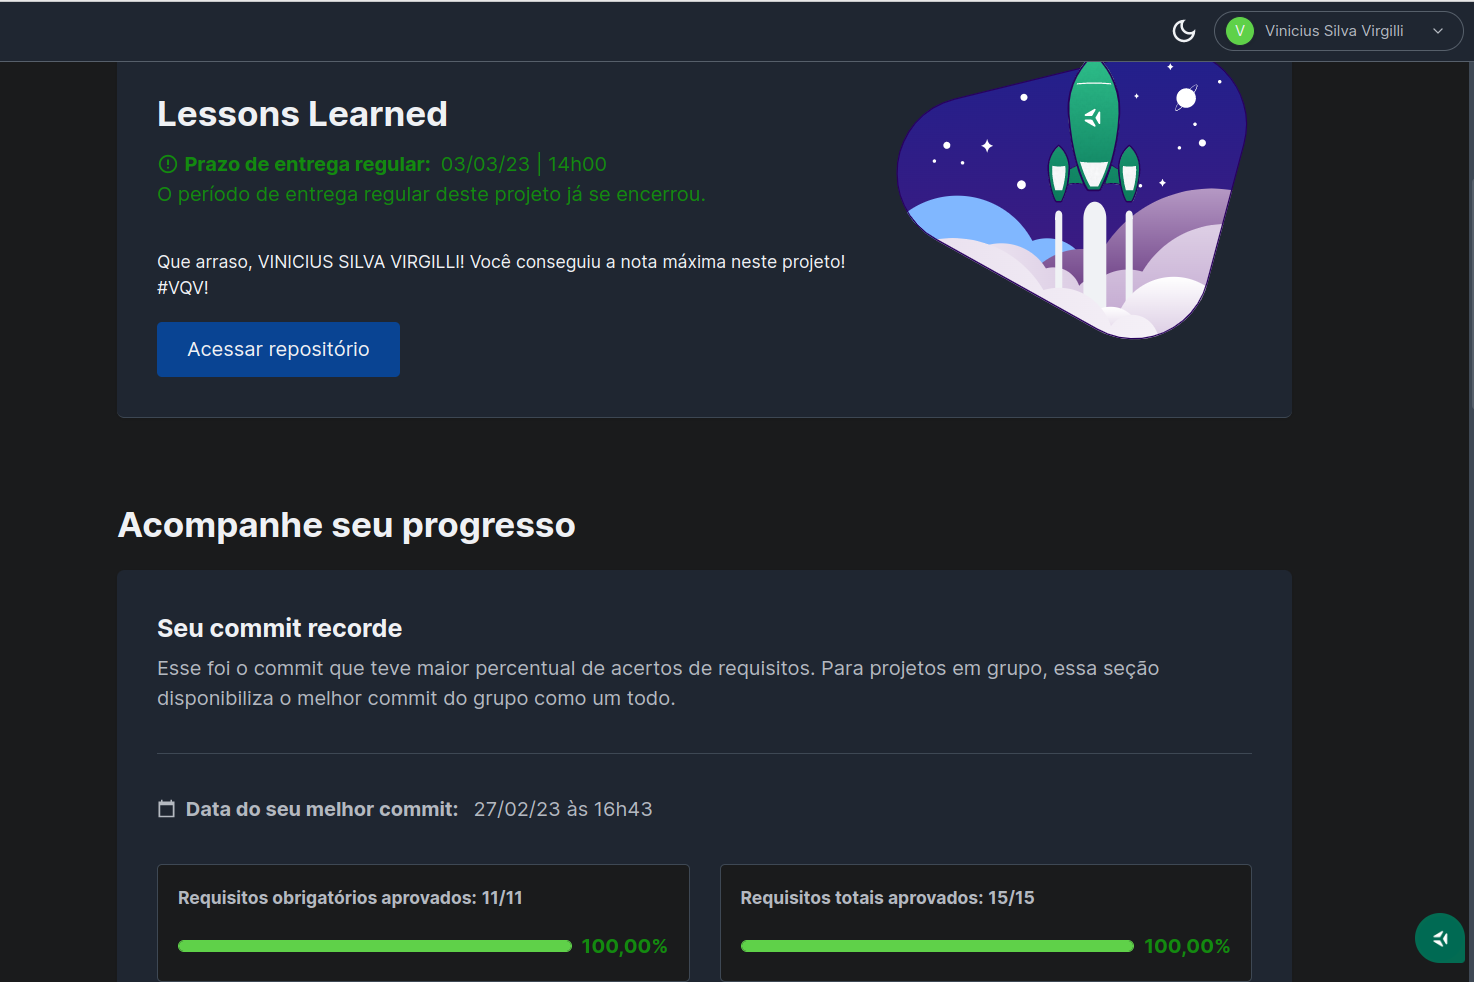 V Vinicius Silva Virgilli
Lessons Learned
Prazo de entrega regular: 03/03/23 | 14h00
O período de entrega regular deste projeto já se encerrou.
Que arraso, VINICIUS SILVA VIRGILLI! Você conseguiu a nota máxima neste projeto!
#VQV!
Acessar repositório
Acompanhe seu progresso
Seu commit recorde
Esse foi o commit que teve maior percentual de acertos de requisitos. Para projetos em grupo, essa seção
disponibiliza o melhor commit do grupo como um todo.
Data do seu melhor commit: 27/02/23 às 16h43
Requisitos obrigatórios aprovados: 11/11
100,00%
Requisitos totais aprovados: 15/15
100,00%